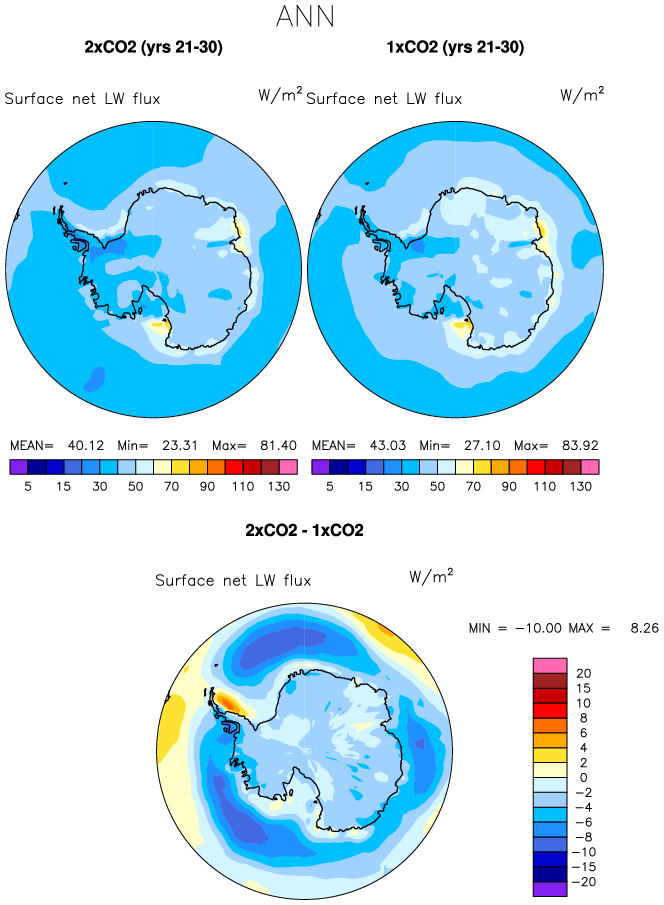 ANN
2xCO2 (yrs 21-30) 1xCO2 (yrs 21-30)
Surface net LW flux W/m² Surface net LW flux W/m²
MEAN= 40.12 Min= 23.31 Max= 81.40 MEAN= 43.03 Min= 27.10 Max= 83.92
5 15 30 50 70 90 110 130 5 15 30 50 70 90 110 130
2xCO2 - 1xCO2
Surface net LW flux W/m²
MIN = −10.00 MAX = 8.26
20
15
10
8
6
4
2
0
−2
−4
−6
−8
−10
−15
−20